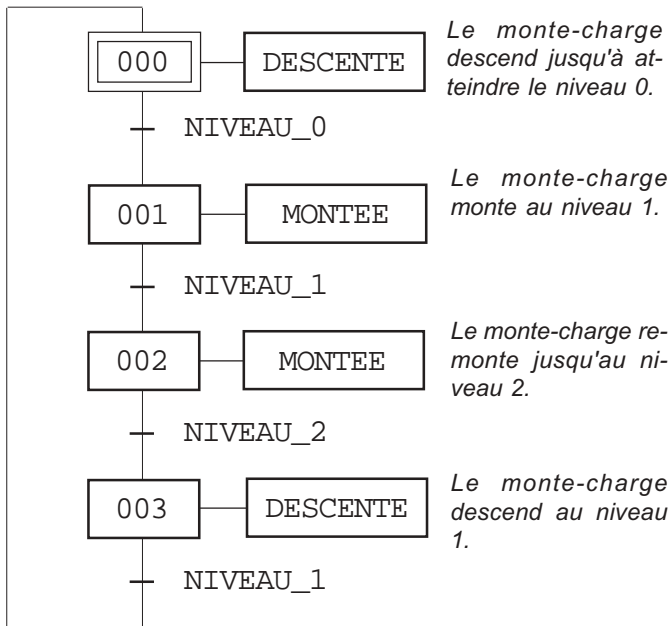 000
DESCENTE
Le monte-charge
descend jusqu'à at-
teindre le niveau 0.
NIVEAU_0
001
MONTEE
Le monte-charge
monte au niveau 1.
NIVEAU_1
002
MONTEE
Le monte-charge re-
monte jusqu'au ni-
veau 2.
NIVEAU_2
003
DESCENTE
Le monte-charge
descend au niveau
1.
NIVEAU_1